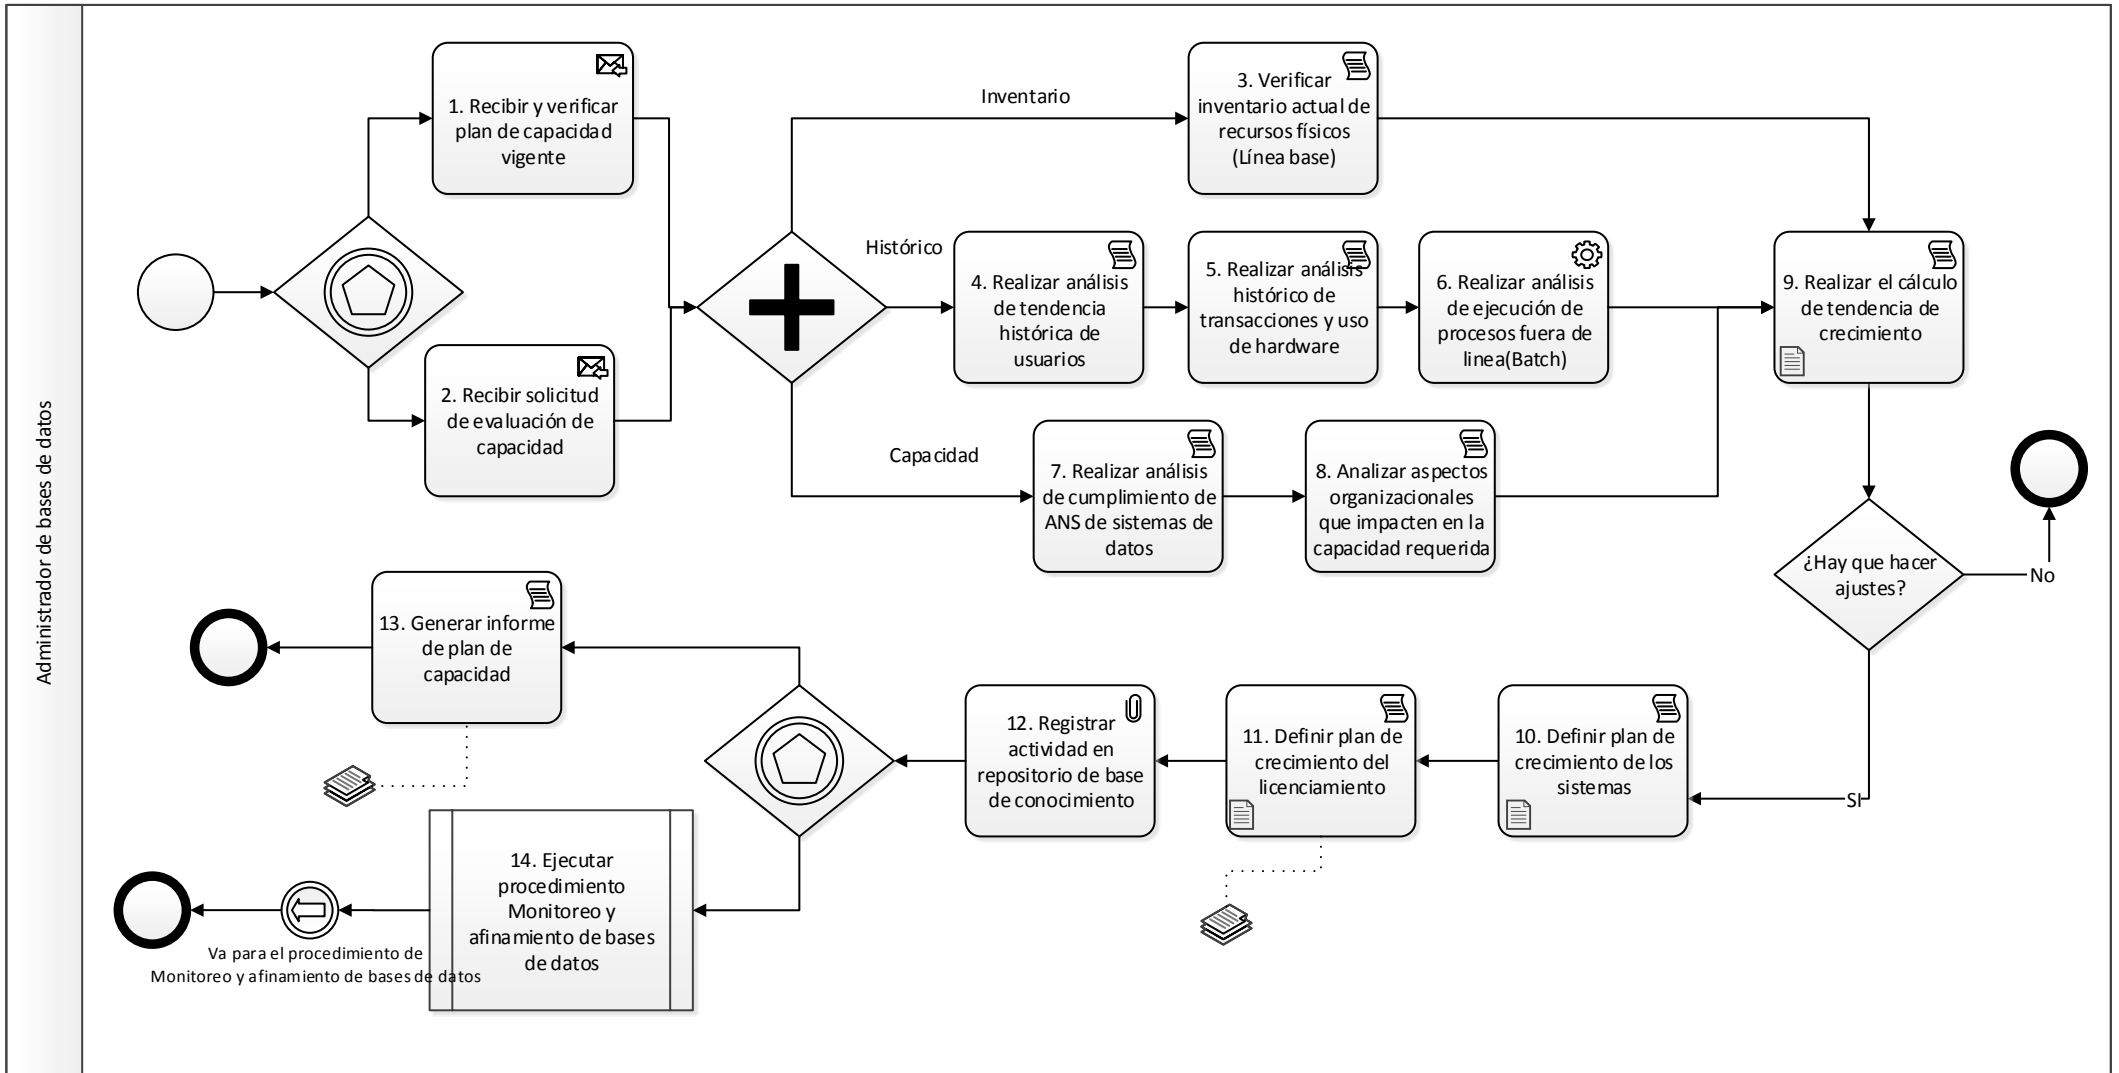 Administrador de bases de datos
1. Recibir y verificar
plan de capacidad
vigente
2. Recibir solicitud
de evaluación de
capacidad
Inventario
3. Verificar
inventario actual de
recursos físicos
(Línea base)
Histórico
4. Realizar análisis
de tendencia
histórica de
usuarios
5. Realizar análisis
histórico de
transacciones y uso
de hardware
6. Realizar análisis
de ejecución de
procesos fuera de
linea(Batch)
Capacidad
7. Realizar análisis
de cumplimiento de
ANS de sistemas de
datos
8. Analizar aspectos
organizacionales
que impacten en la
capacidad requerida
9. Realizar el cálculo
de tendencia de
crecimiento
¿Hay que hacer
ajustes?
No
SI
10. Definir plan de
crecimiento de los
sistemas
11. Definir plan de
crecimiento del
licenciamiento
12. Registrar
actividad en
repositorio de base
de conocimiento
13. Generar informe
de plan de
capacidad
14. Ejecutar
procedimiento
Monitoreo y
afinamiento de bases
de datos
Va para el procedimiento de
Monitoreo y afinamiento de bases de datos